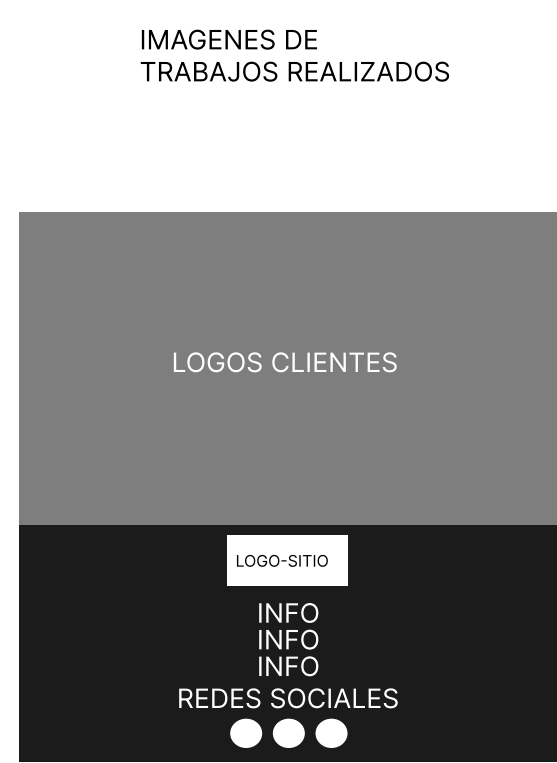 IMAGENES DE
TRABAJOS REALIZADOS
LOGOS CLIENTES
LOGO-SITIO
INFO
INFO
INFO
REDES SOCIALES